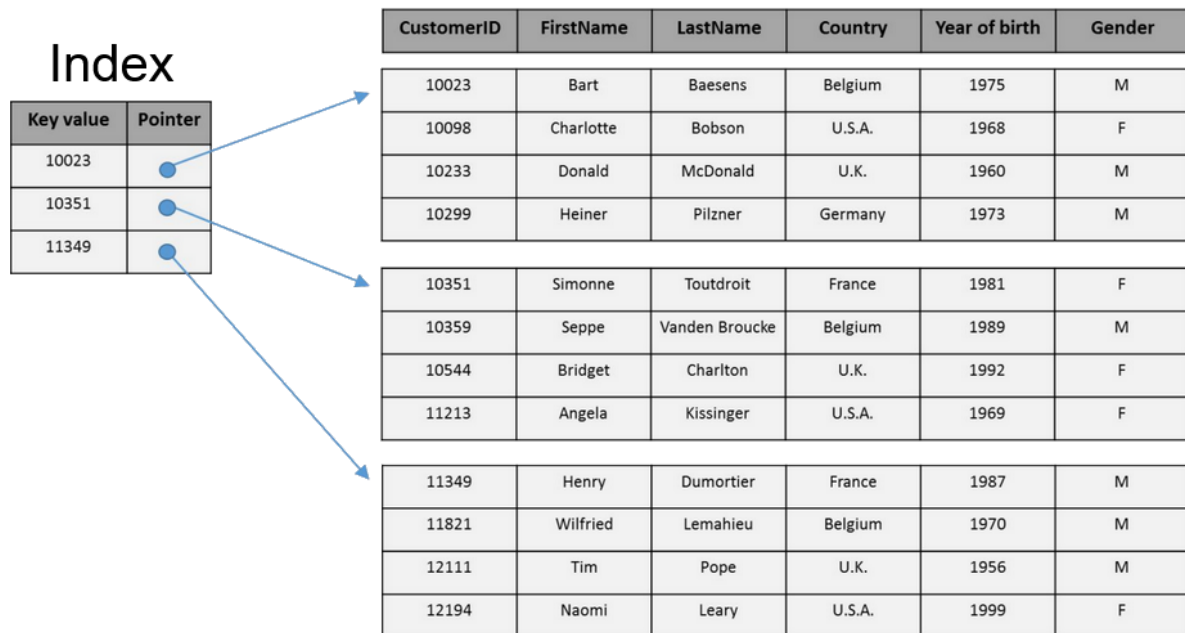 Index
Key value Pointer
10023
10351
11349
CustomerID FirstName LastName Country Year of birth Gender
10023 Bart Baesens Belgium 1975 M
10098 Charlotte Bobson U.S.A. 1968 F
10233 Donald McDonald U.K. 1960 M
10299 Heiner Pilzner Germany 1973 M
10351 Simonne Toutdroit France 1981 F
10359 Seppe Vanden Broucke Belgium 1989 M
10544 Bridget Charlton U.K. 1992 F
11213 Angela Kissinger U.S.A. 1969 F
11349 Henry Dumortier France 1987 M
11821 Wilfried Lemahieu Belgium 1970 M
12111 Tim Pope U.K. 1956 M
12194 Naomi Leary U.S.A. 1999 F